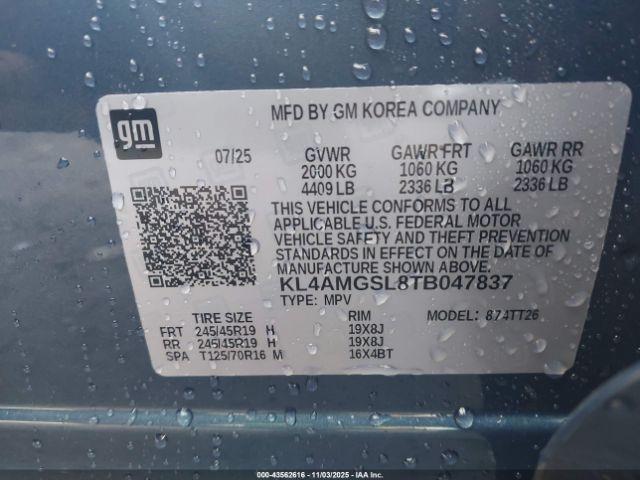 gm
MFD BY GM KOREA COMPANY
07/25 GVWR GAWR FRT GAWR RR
2000 KG 1060 KG 1060 KG
4409 LB 2336 LB 2336 LB
THIS VEHICLE CONFORMS TO ALL
APPLICABLE U.S. FEDERAL MOTOR
VEHICLE SAFETY AND THEFT PREVENTION
STANDARDS IN EFFECT ON THE DATE OF
MANUFACTURE SHOWN ABOVE.
KL4AMGSL8TB047837
TYPE: MPV MODEL: 874TT26
TIRE SIZE RIM
FRT 245/45R19 H 19X8J
RR 245/45R19 H 19X8J
SPA T125/70R16 M 16X4BT
000-43562616 - 11/03/2025 - IAAI.COM